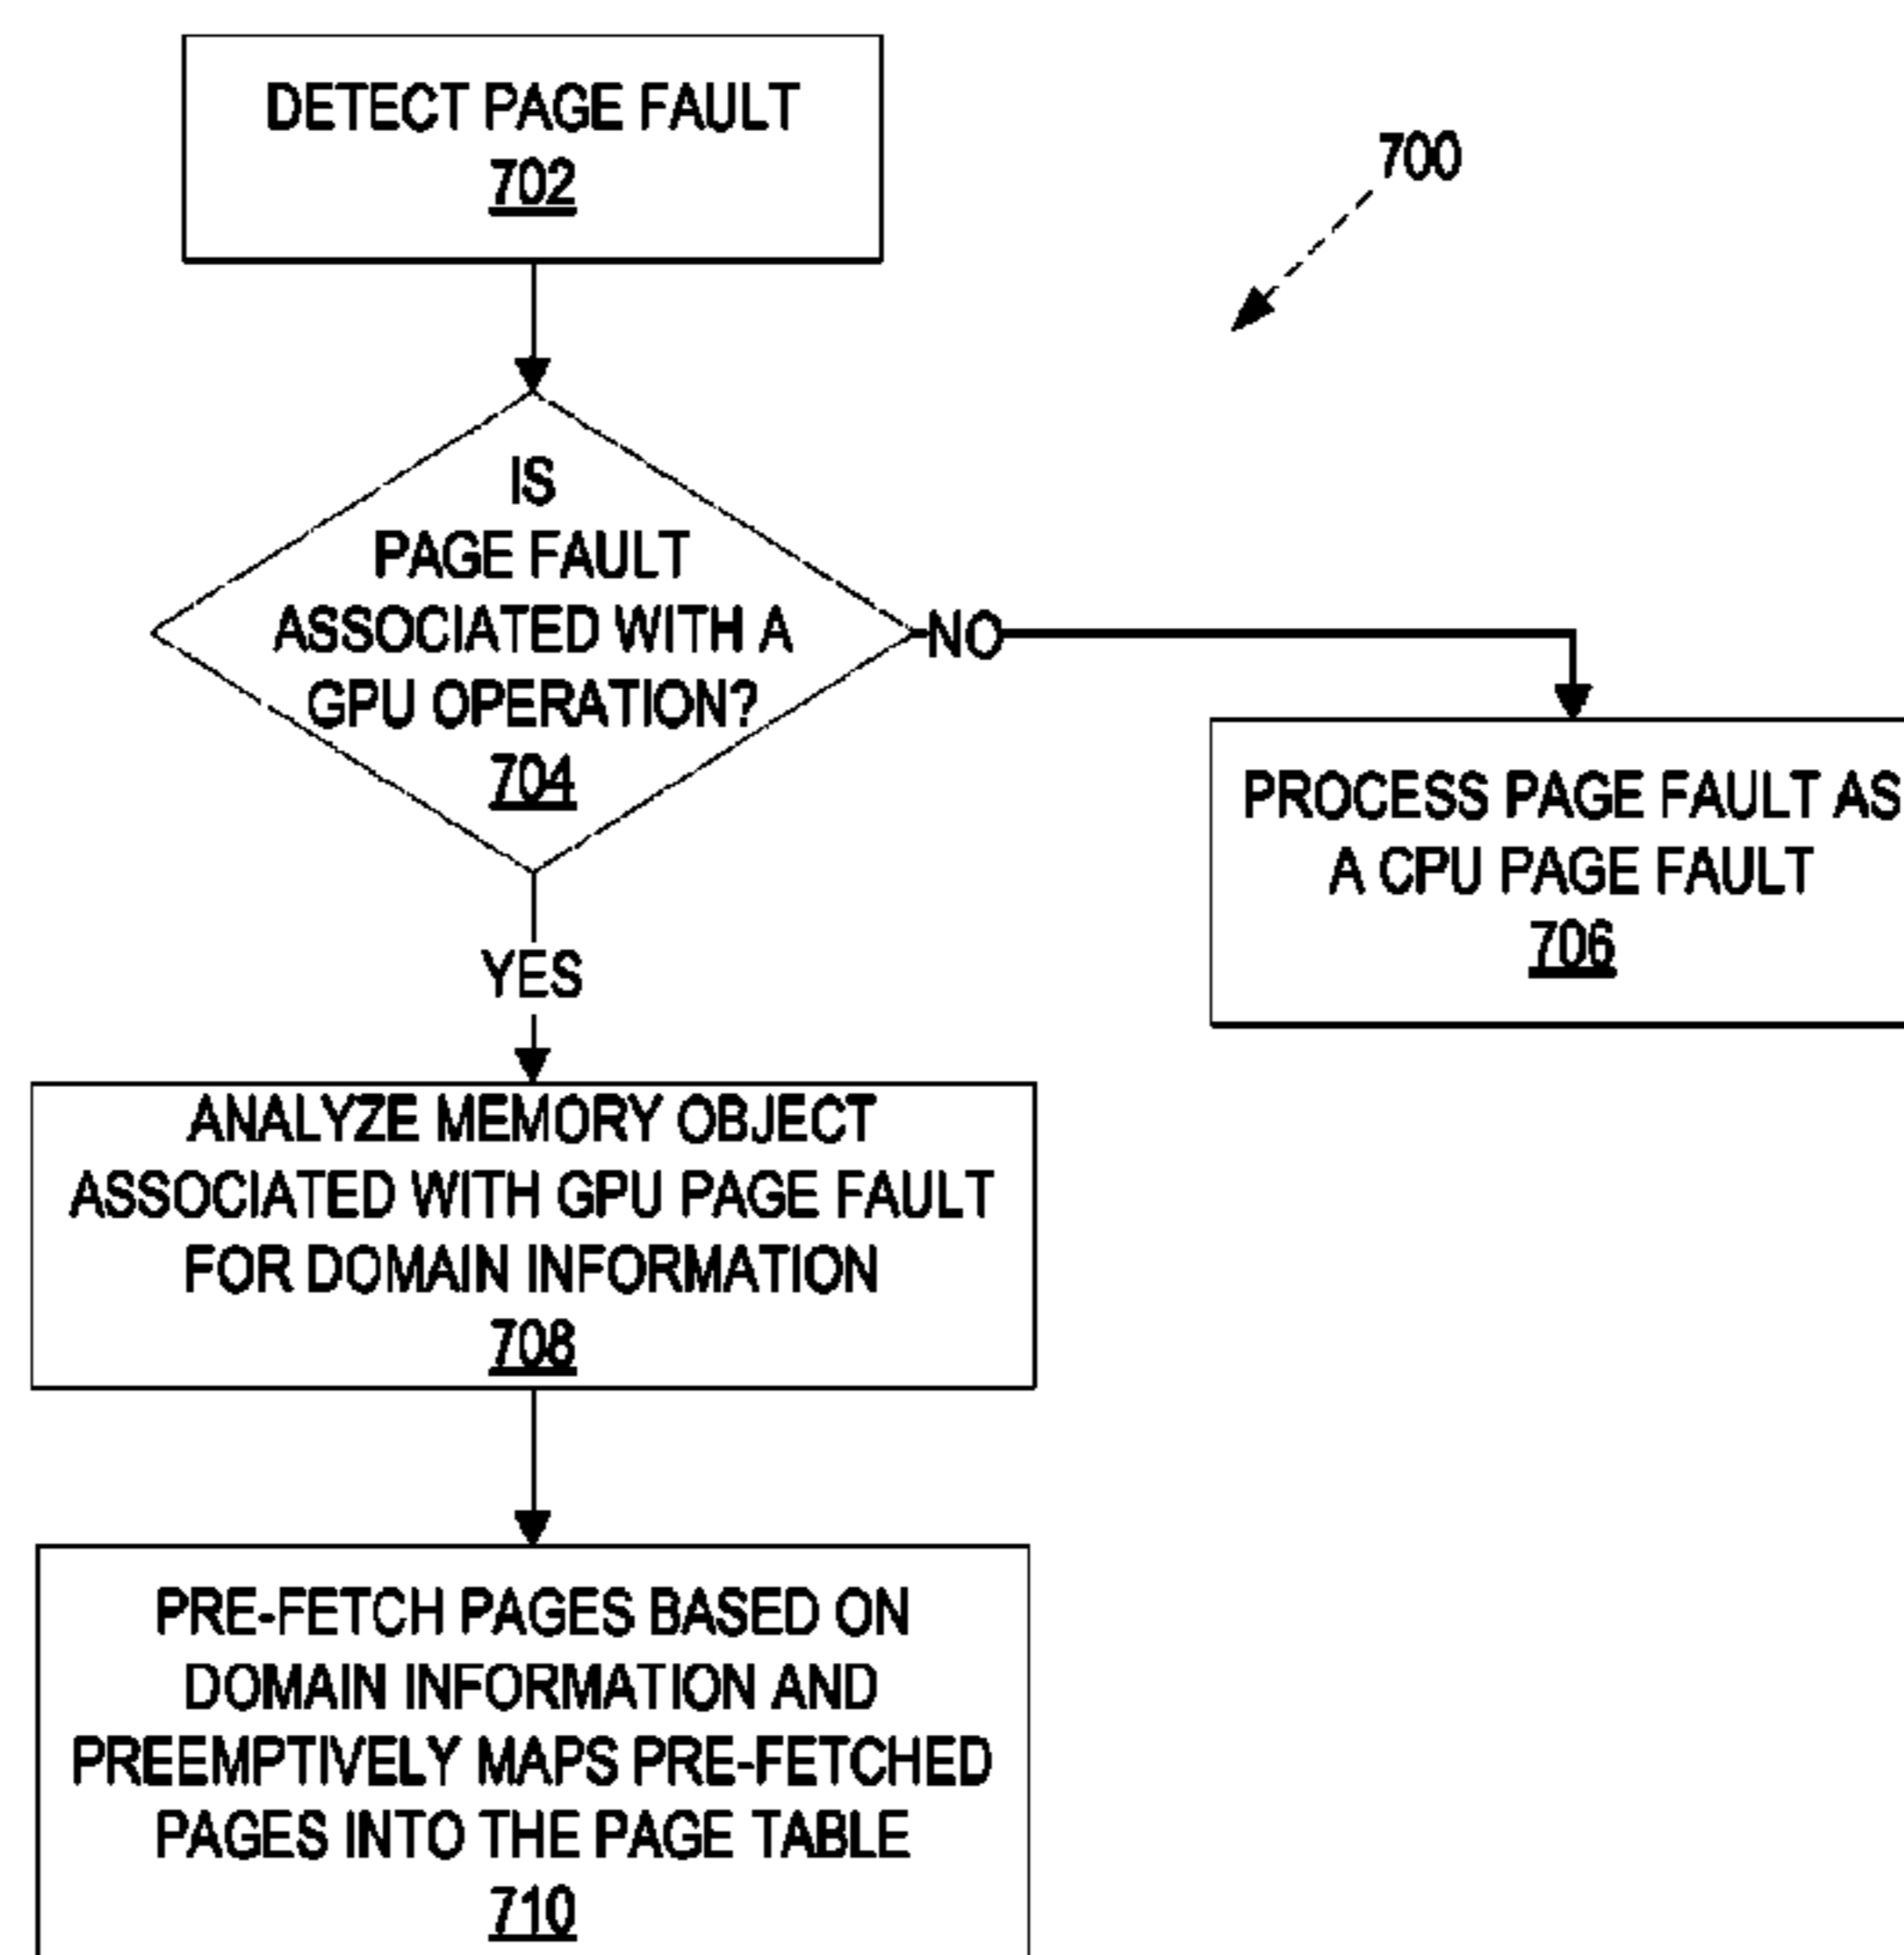 DETECT PAGE FAULT
702
700
IS
PAGE FAULT
ASSOCIATED WITH A
GPU OPERATION?
704
NO
PROCESS PAGE FAULT AS
A CPU PAGE FAULT
706
YES
ANALYZE MEMORY OBJECT
ASSOCIATED WITH GPU PAGE FAULT
FOR DOMAIN INFORMATION
708
PRE-FETCH PAGES BASED ON
DOMAIN INFORMATION AND
PREEMPTIVELY MAPS PRE-FETCHED
PAGES INTO THE PAGE TABLE
710